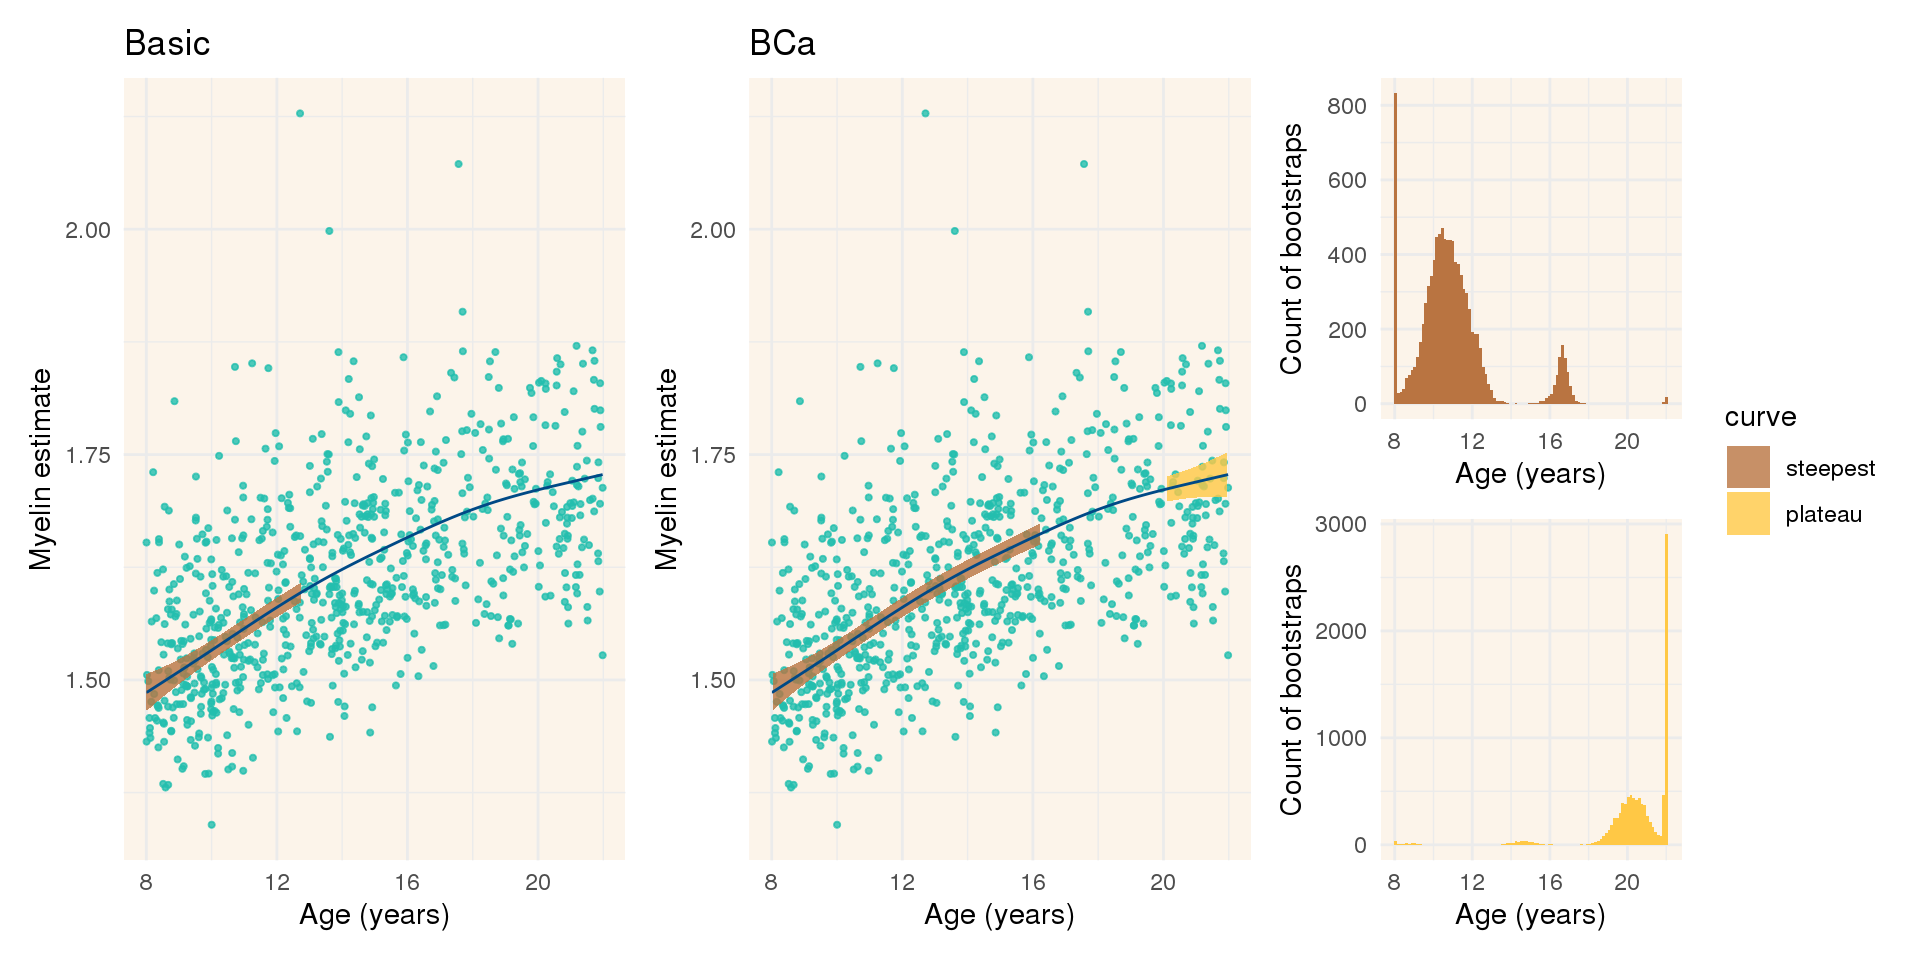 Basic
Myelin estimate
2.00
1.75
1.50
8 12 16 20
Age (years)
BCa
Myelin estimate
2.00
1.75
1.50
8 12 16 20
Age (years)
Count of bootstraps
800
600
400
200
0
8 12 16 20
Age (years)
Count of bootstraps
3000
2000
1000
0
8 12 16 20
Age (years)
curve
steepest
plateau